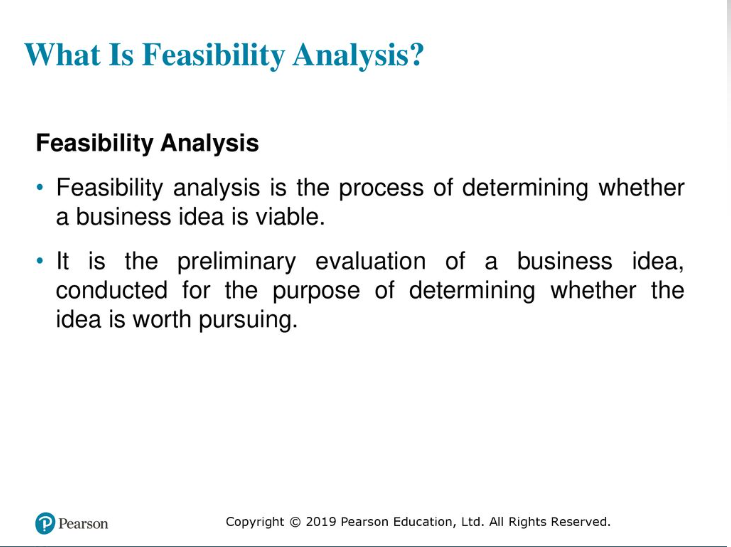 What Is Feasibility Analysis?
Feasibility Analysis
• Feasibility analysis is the process of determining whether
a business idea is viable.
• It is the preliminary evaluation of a business idea,
conducted for the purpose of determining whether the
idea is worth pursuing.
P Pearson
Copyright © 2019 Pearson Education, Ltd. All Rights Reserved.